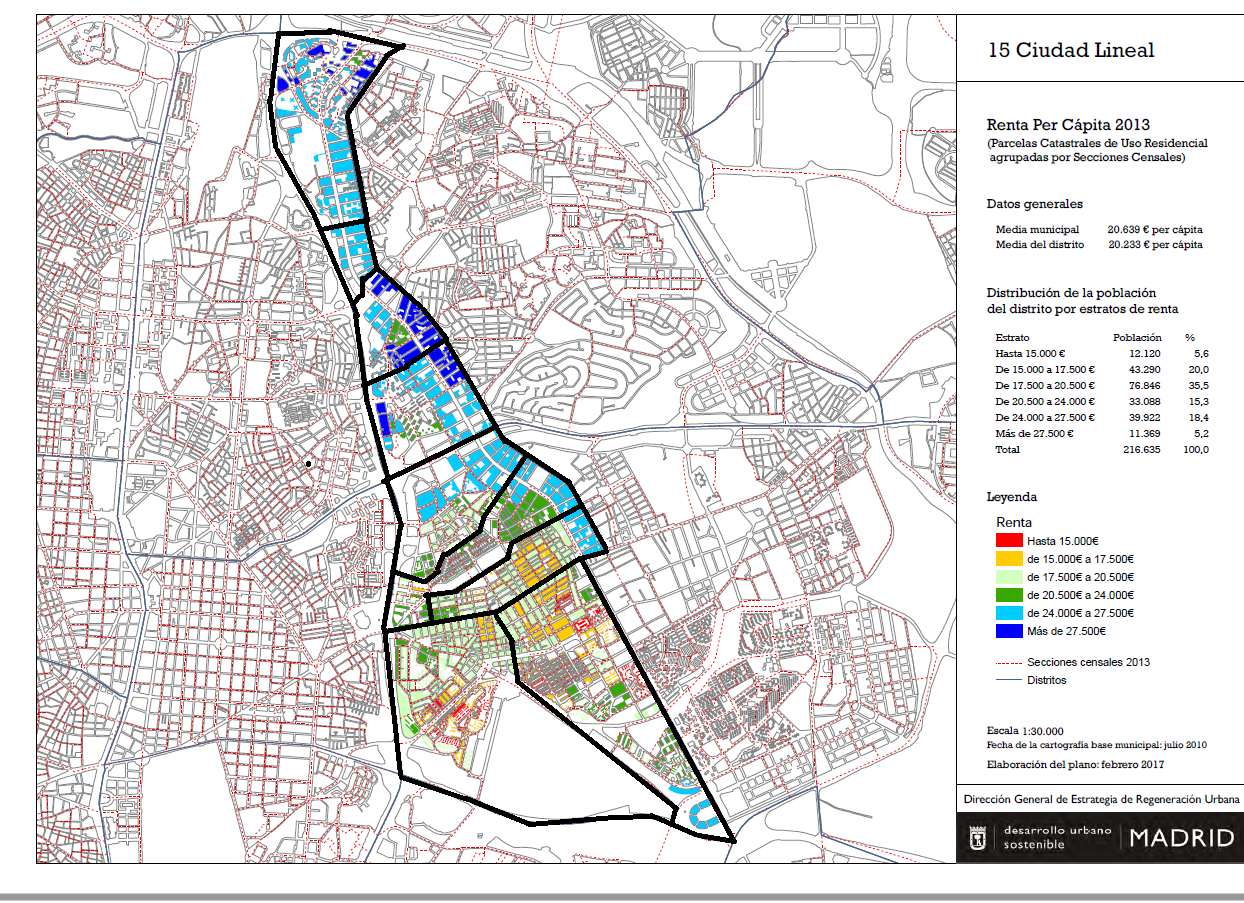 15 Ciudad Lineal
Renta Per Cápita 2013
(Parcelas Catastrales de Uso Residencial
agrupadas por Secciones Censales)
Datos generales
Media municipal 20.639 € per cápita
Media del distrito 20.233 € per cápita
Distribución de la población
del distrito por estratos de renta
Estrato Población %
Hasta 15.000 € 12.120 5,6
De 15.000 a 17.500 € 43.290 20,0
De 17.500 a 20.500 € 76.846 35,5
De 20.500 a 24.000 € 33.088 15,3
De 24.000 a 27.500 € 39.922 18,4
Más de 27.500 € 11.369 5,2
Total 216.635 100,0
Leyenda
Renta
Hasta 15.000€
de 15.000€ a 17.500€
de 17.500€ a 20.500€
de 20.500€ a 24.000€
de 24.000€ a 27.500€
Más de 27.500€
Secciones censales 2013
Distritos
Escala 1:30.000
Fecha de la cartografía base municipal: julio 2010
Elaboración del plano: febrero 2017
Dirección General de Estrategia de Regeneración Urbana
desarrollo urbano
sostenible
MADRID